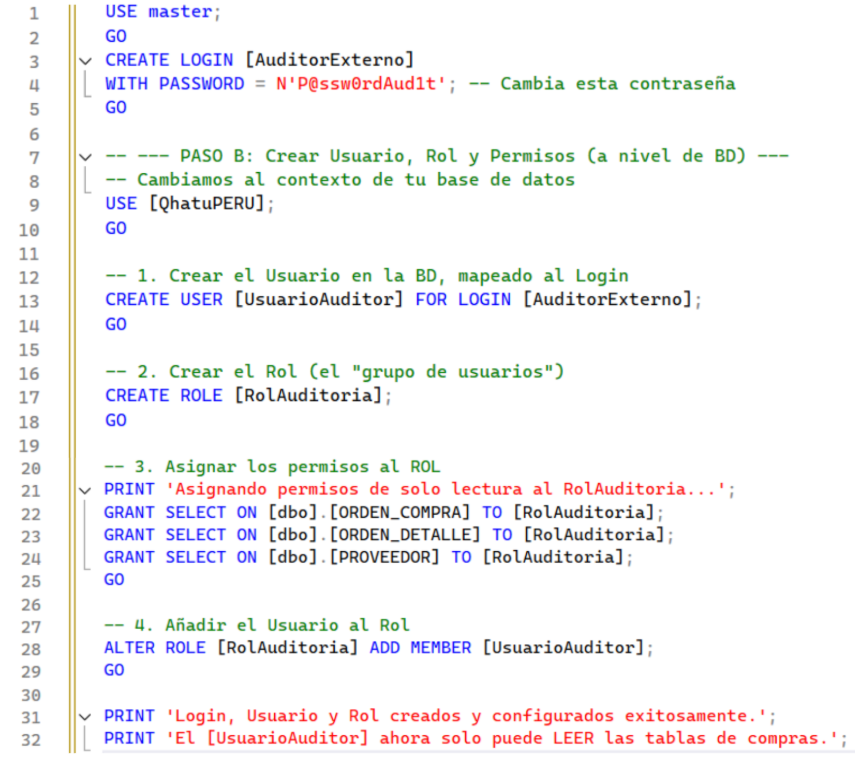 1 USE master;
2 GO
3 CREATE LOGIN [AuditorExterno]
4 WITH PASSWORD = N'P@ssw0rdAud1t'; -- Cambia esta contraseña
5 GO
6
7 -- --- PASO B: Crear Usuario, Rol y Permisos (a nivel de BD) ---
8 -- Cambiamos al contexto de tu base de datos
9 USE [QhatuPERU];
10 GO
11
12 -- 1. Crear el Usuario en la BD, mapeado al Login
13 CREATE USER [UsuarioAuditor] FOR LOGIN [AuditorExterno];
14 GO
15
16 -- 2. Crear el Rol (el "grupo de usuarios")
17 CREATE ROLE [RolAuditoria];
18 GO
19
20 -- 3. Asignar los permisos al ROL
21 PRINT 'Asignando permisos de solo lectura al RolAuditoria...';
22 GRANT SELECT ON [dbo].[ORDEN_COMPRA] TO [RolAuditoria];
23 GRANT SELECT ON [dbo].[ORDEN_DETALLE] TO [RolAuditoria];
24 GRANT SELECT ON [dbo].[PROVEEDOR] TO [RolAuditoria];
25 GO
26
27 -- 4. Añadir el Usuario al Rol
28 ALTER ROLE [RolAuditoria] ADD MEMBER [UsuarioAuditor];
29 GO
30
31 PRINT 'Login, Usuario y Rol creados y configurados exitosamente.';
32 PRINT 'El [UsuarioAuditor] ahora solo puede LEER las tablas de compras.';